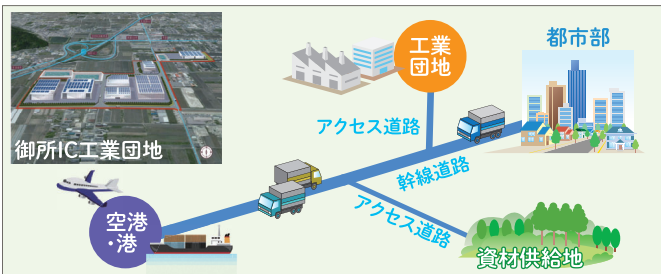 御所IC工業団地
工業
団地
都市部
アクセス道路
幹線道路
アクセス道路
空港
・港
資材供給地